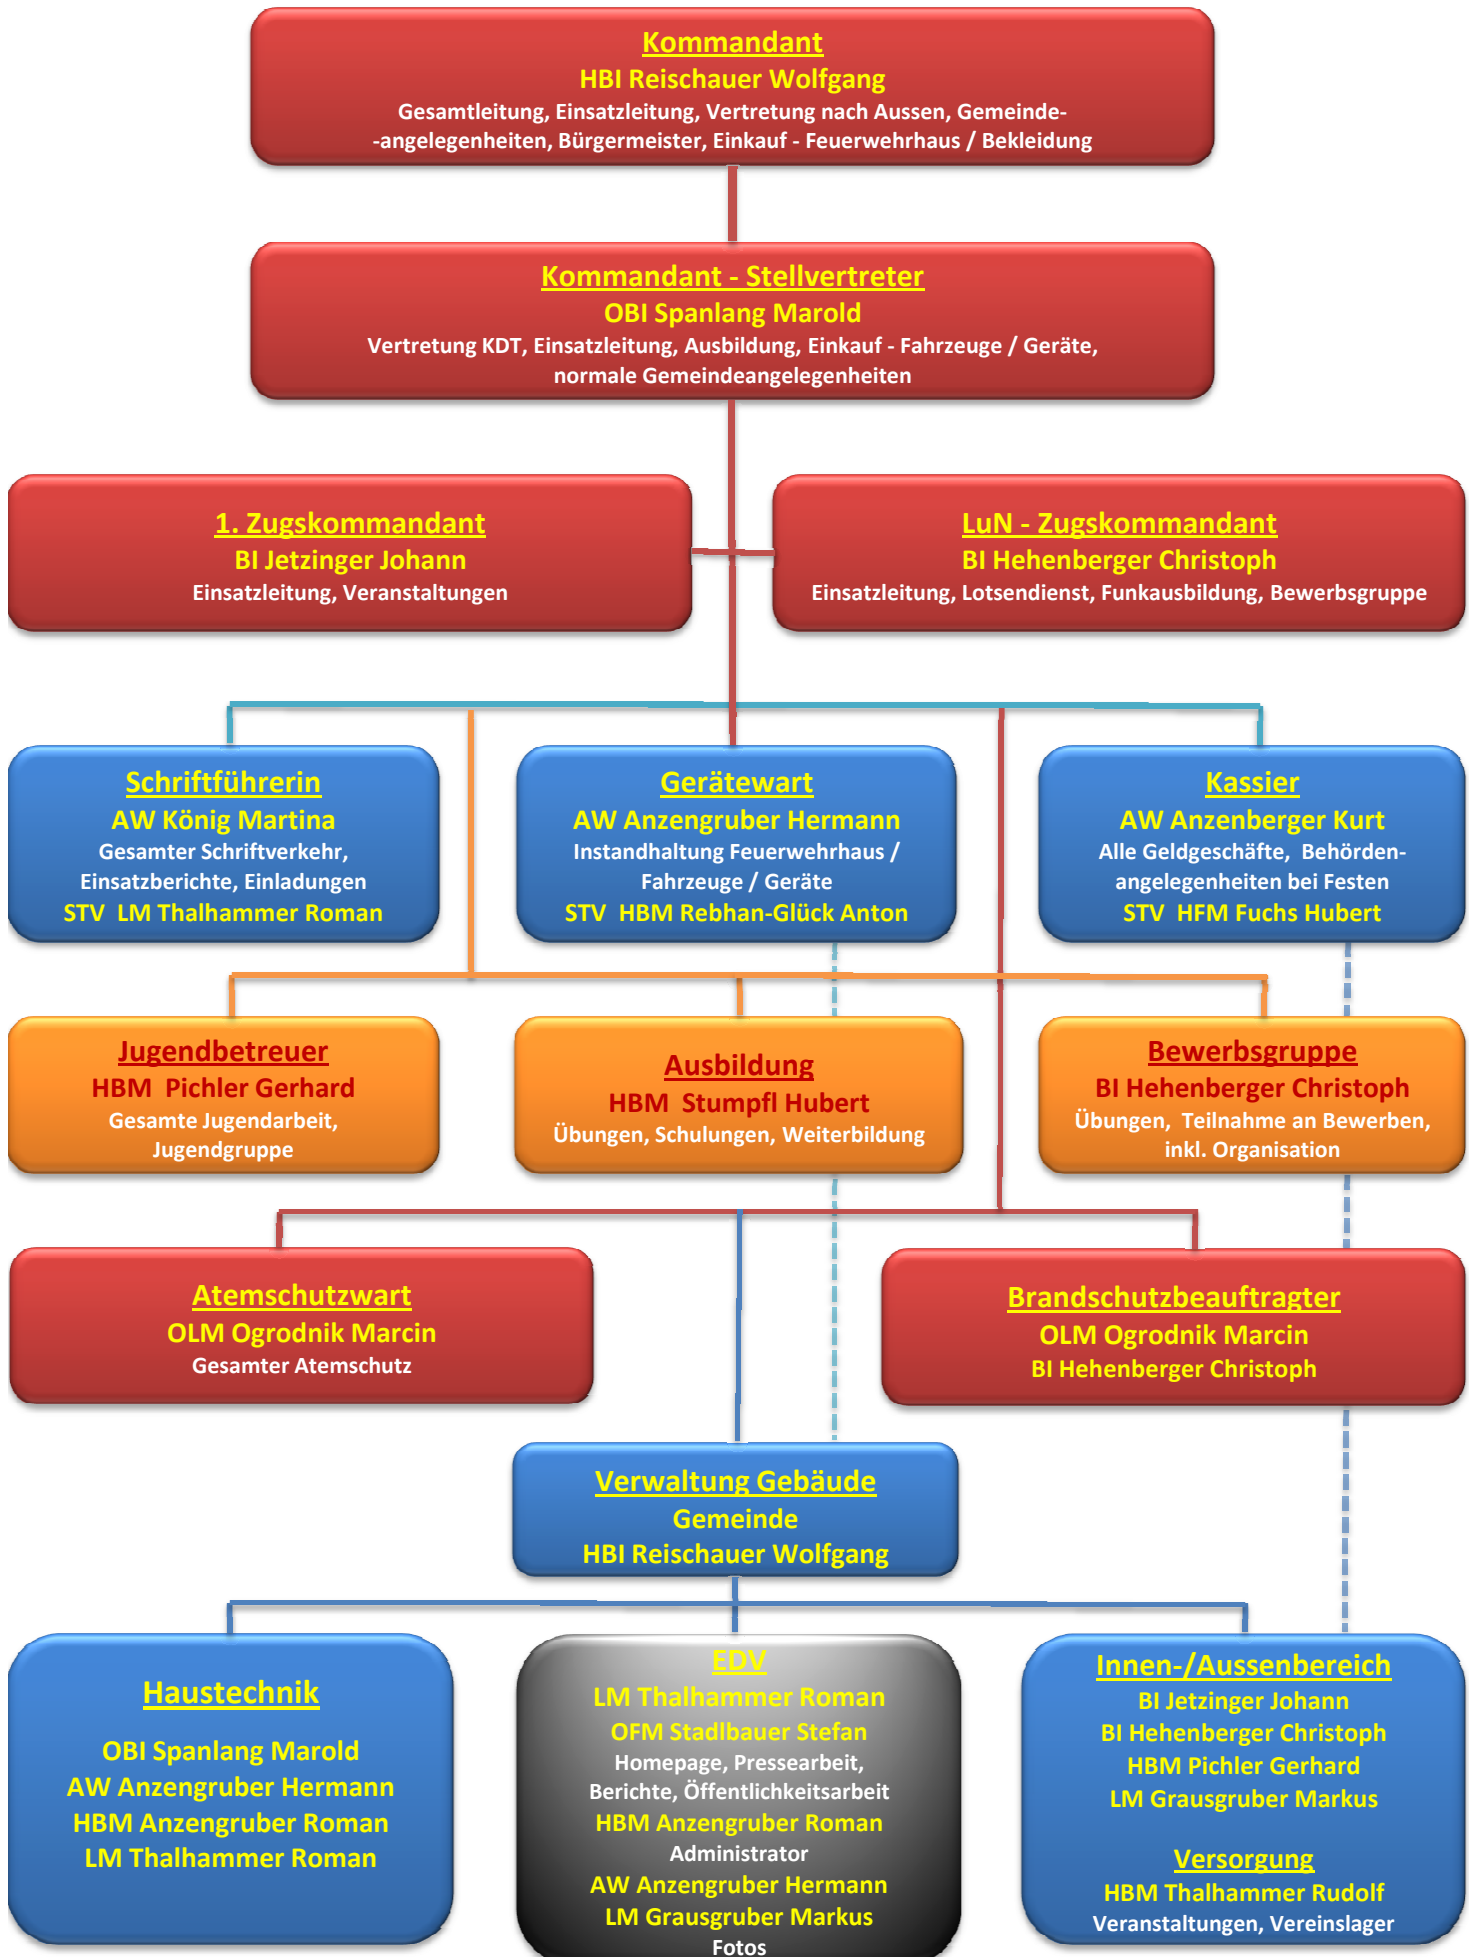 Kommandant
HBI Reischauer Wolfgang
Gesamtleitung, Einsatzleitung, Vertretung nach Aussen, Gemeinde-
-angelegenheiten, Bürgermeister, Einkauf - Feuerwehrhaus / Bekleidung
Kommandant - Stellvertreter
OBI Spanlang Marold
Vertretung KDT, Einsatzleitung, Ausbildung, Einkauf - Fahrzeuge / Geräte,
normale Gemeindeangelegenheiten
1. Zugskommandant
BI Jetzinger Johann
Einsatzleitung, Veranstaltungen
LuN - Zugskommandant
BI Hehenberger Christoph
Einsatzleitung, Lotsendienst, Funkausbildung, Bewerbsgruppe
Schriftführerin
AW König Martina
Gesamter Schriftverkehr,
Einsatzberichte, Einladungen
STV LM Thalhammer Roman
Gerätewart
AW Anzengruber Hermann
Instandhaltung Feuerwehrhaus /
Fahrzeuge / Geräte
STV HBM Rebhan-Glück Anton
Kassier
AW Anzenberger Kurt
Alle Geldgeschäfte, Behörden-
angelegenheiten bei Festen
STV HFM Fuchs Hubert
Jugendbetreuer
HBM Pichler Gerhard
Gesamte Jugendarbeit,
Jugendgruppe
Ausbildung
HBM Stumpfl Hubert
Übungen, Schulungen, Weiterbildung
Bewerbsgruppe
BI Hehenberger Christoph
Übungen, Teilnahme an Bewerben,
inkl. Organisation
Atemschutzwart
OLM Ogrodnik Marcin
Gesamter Atemschutz
Brandschutzbeauftragter
OLM Ogrodnik Marcin
BI Hehenberger Christoph
Verwaltung Gebäude
Gemeinde
HBI Reischauer Wolfgang
Haustechnik
OBI Spanlang Marold
AW Anzengruber Hermann
HBM Anzengruber Roman
LM Thalhammer Roman
EDV
LM Thalhammer Roman
OFM Stadlbauer Stefan
Homepage, Pressearbeit,
Berichte, Öffentlichkeitsarbeit
HBM Anzengruber Roman
Administrator
AW Anzengruber Hermann
LM Grausgruber Markus
Fotos
Innen-/Aussenbereich
BI Jetzinger Johann
BI Hehenberger Christoph
HBM Pichler Gerhard
LM Grausgruber Markus
Versorgung
HBM Thalhammer Rudolf
Veranstaltungen, Vereinslager